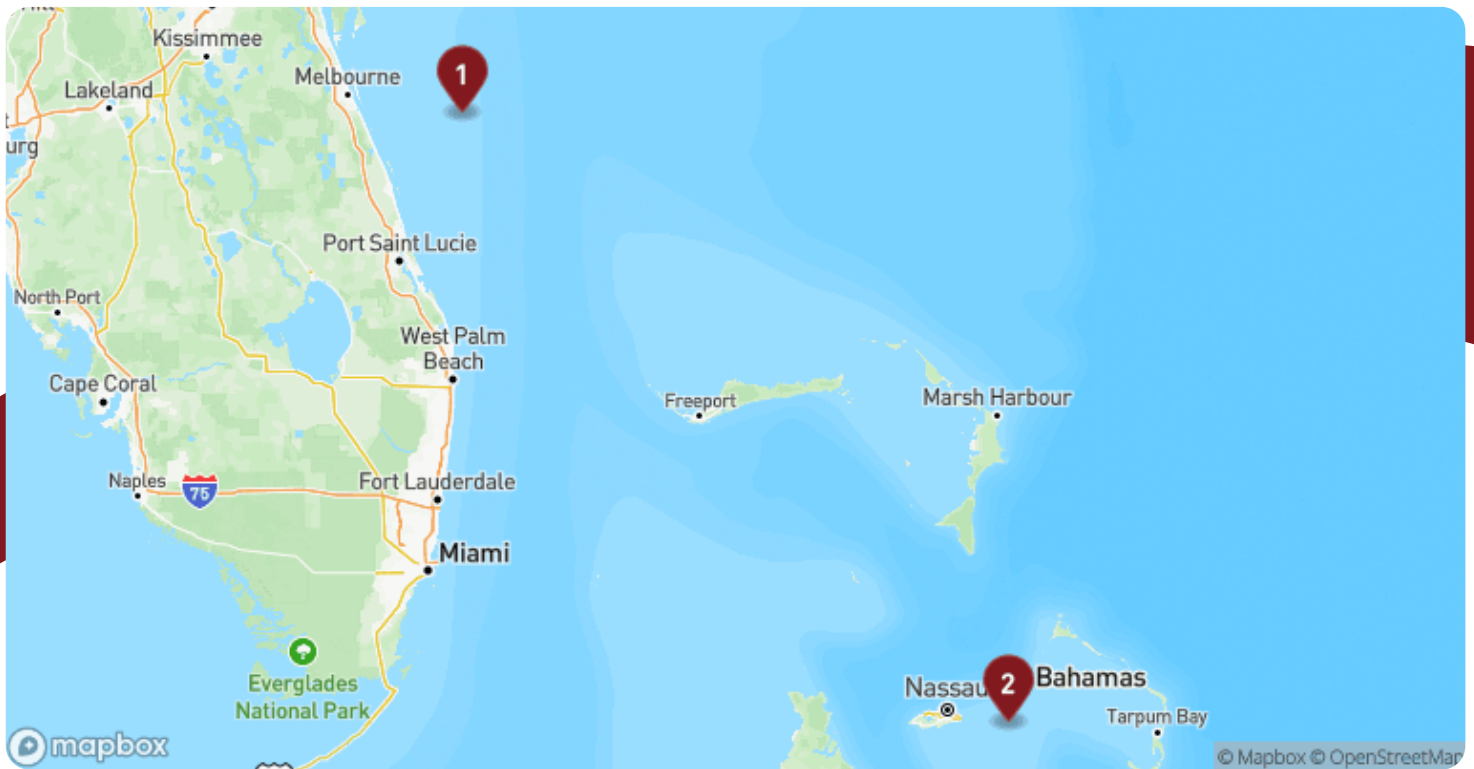 Kissimmee
Melbourne
1
Lakeland
urg
Port Saint Lucie
North Port
West Palm
Beach
Cape Coral
Freeport
Marsh Harbour
Naples
75
Fort Lauderdale
Miami
Everglades
National Park
Nassau
2
Bahamas
Tarpum Bay
mapbox
© Mapbox © OpenStreetMap